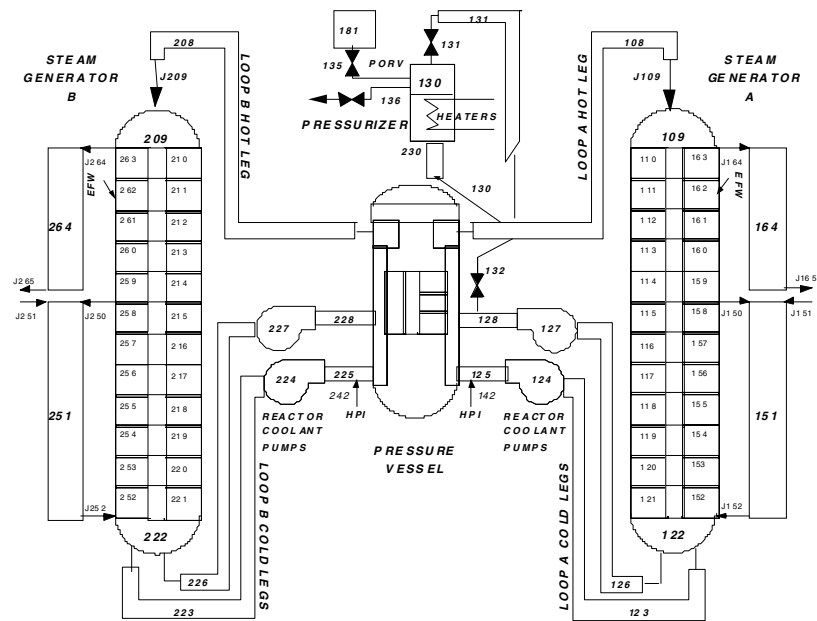 208
181
131
108
STEAM
GENERATOR
B
J209
LOOP B HOT LEG
135
PORV
131
136
130
PRESSURIZER
HEATERS
LOOP A HOT LEG
J109
STEAM
GENERATOR
A
209
230
109
263 210
J264
EFW
262 211
261 212
260 213
259 214
258 215
257 216
256 217
255 218
254 219
253 220
252 221
264
J265
J251
J250
251
J252
222
130
132
228
227
225
224
242
HPI
REACTOR
COOLANT
PUMPS
128
127
125
124
142
HPI
REACTOR
COOLANT
PUMPS
PRESSURE
VESSEL
LOOP B COLD LEGS
226
223
LOOP A COLD LEGS
126
123
110 163
J164
EFW
111 162
112 161
113 160
114 159
115 158
116 157
117 156
118 155
119 154
120 153
121 152
164
J165
J150
J151
151
J152
122